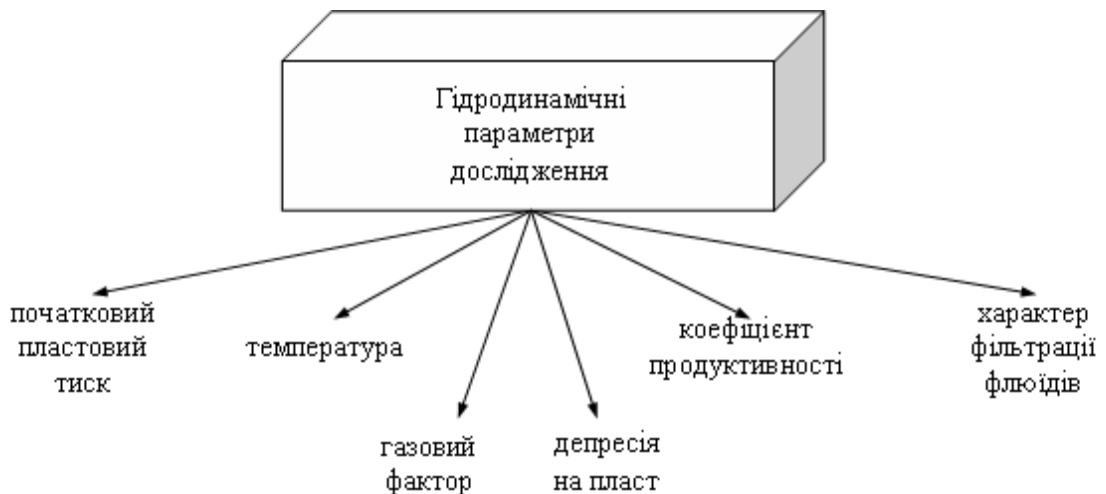 Гідродинамічні
параметри
дослідження
початковий
пластовий
тиск
температура
газовий
фактор
депресія
на пласт
коефіцієнт
продуктивності
характер
фільтрації
флюїдів